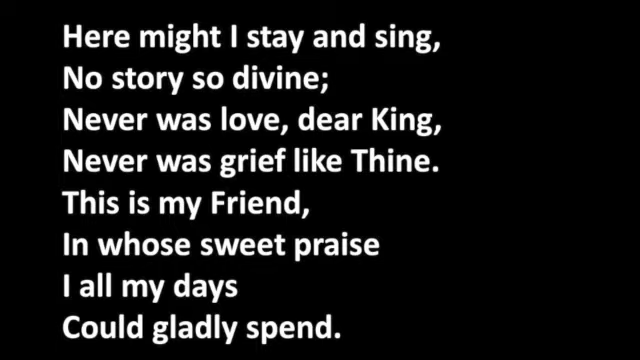 Here might I stay and sing,
No story so divine;
Never was love, dear King,
Never was grief like Thine.
This is my Friend,
In whose sweet praise
I all my days
Could gladly spend.